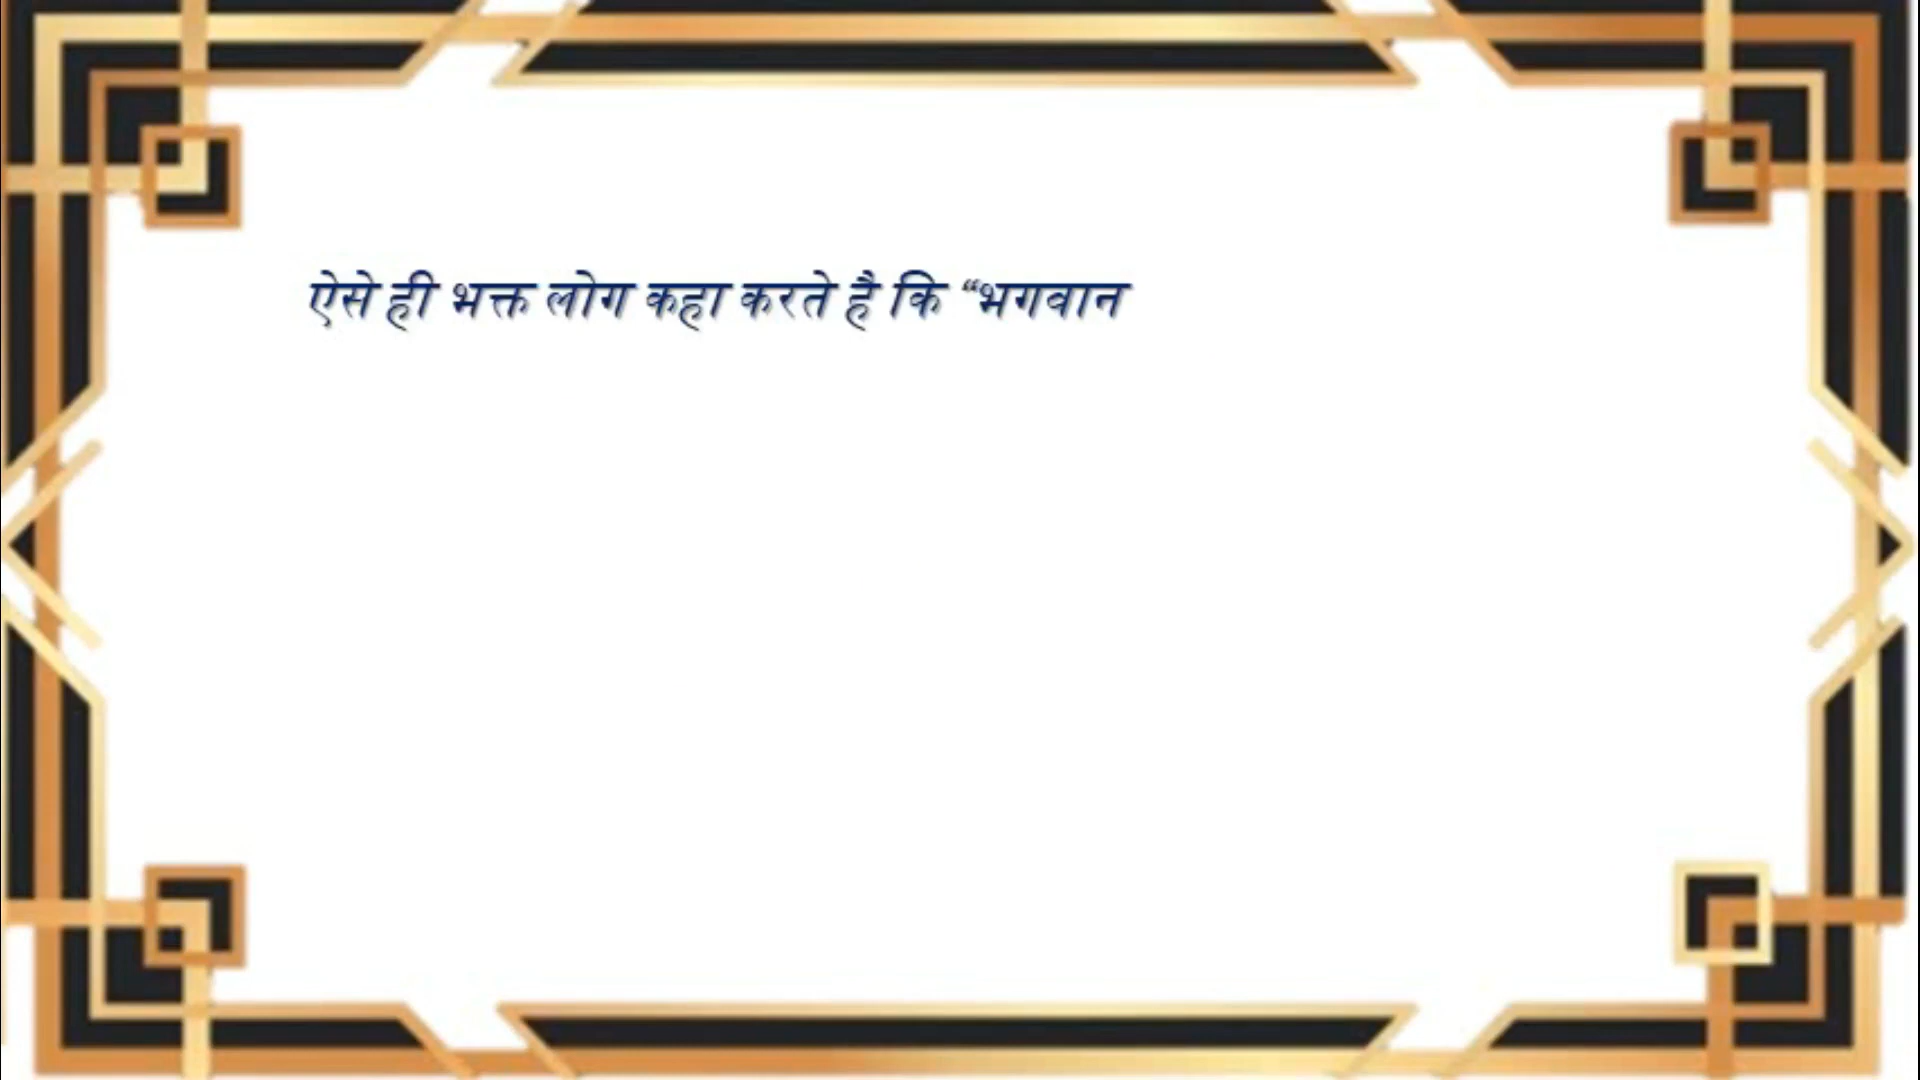 ऐसे ही भक्त लोग कहा करते है कि “भगवान